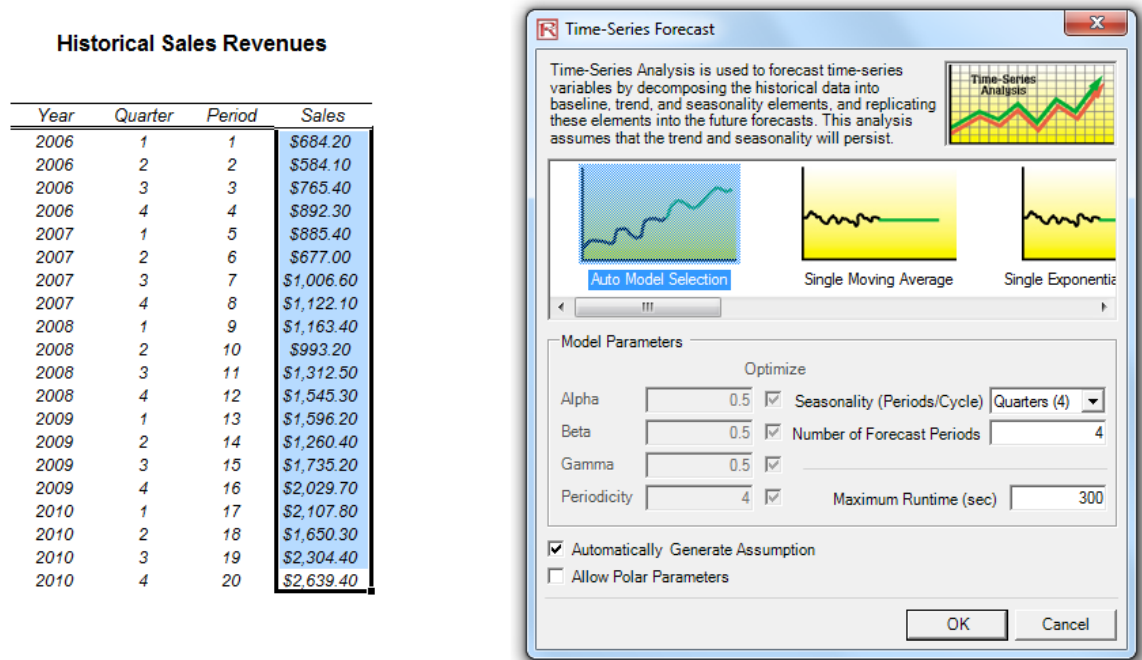 Historical Sales Revenues
Year Quarter Period Sales
2006 1 1 $684.20
2006 2 2 $584.10
2006 3 3 $765.40
2006 4 4 $892.30
2007 1 5 $885.40
2007 2 6 $677.00
2007 3 7 $1,006.60
2007 4 8 $1,122.10
2008 1 9 $1,163.40
2008 2 10 $993.20
2008 3 11 $1,312.50
2008 4 12 $1,545.30
2009 1 13 $1,596.20
2009 2 14 $1,260.40
2009 3 15 $1,735.20
2009 4 16 $2,029.70
2010 1 17 $2,107.80
2010 2 18 $1,650.30
2010 3 19 $2,304.40
2010 4 20 $2,639.40
R Time-Series Forecast
Time-Series Analysis is used to forecast time-series
variables by decomposing the historical data into
baseline, trend, and seasonality elements, and replicating
these elements into the future forecasts. This analysis
assumes that the trend and seasonality will persist.
Time-Series
Analysis
Auto Model Selection Single Moving Average Single Exponentia
Model Parameters
Optimize
Alpha 0.5 Seasonality (Periods/Cycle) Quarters (4)
Beta 0.5 Number of Forecast Periods 4
Gamma 0.5
Periodicity 4 Maximum Runtime (sec) 300
Automatically Generate Assumption
Allow Polar Parameters
OK Cancel